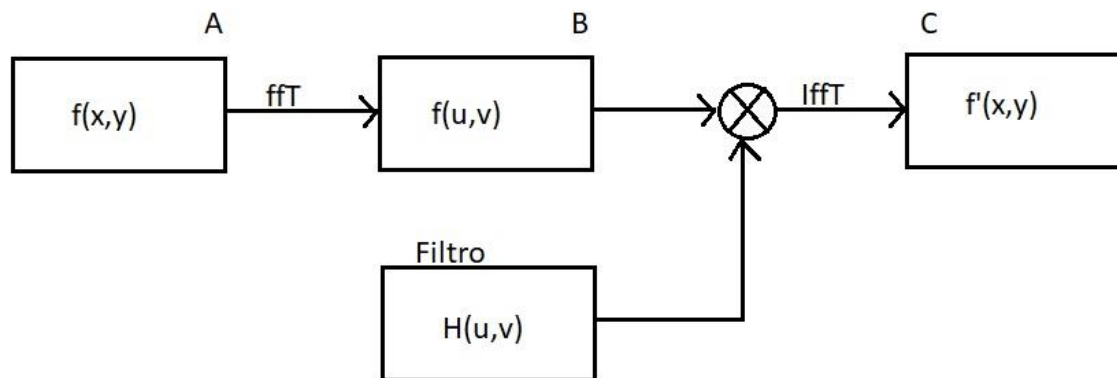 A
B
C
f(x,y)
ffT
f(u,v)
IffT
f'(x,y)
Filtro
H(u,v)